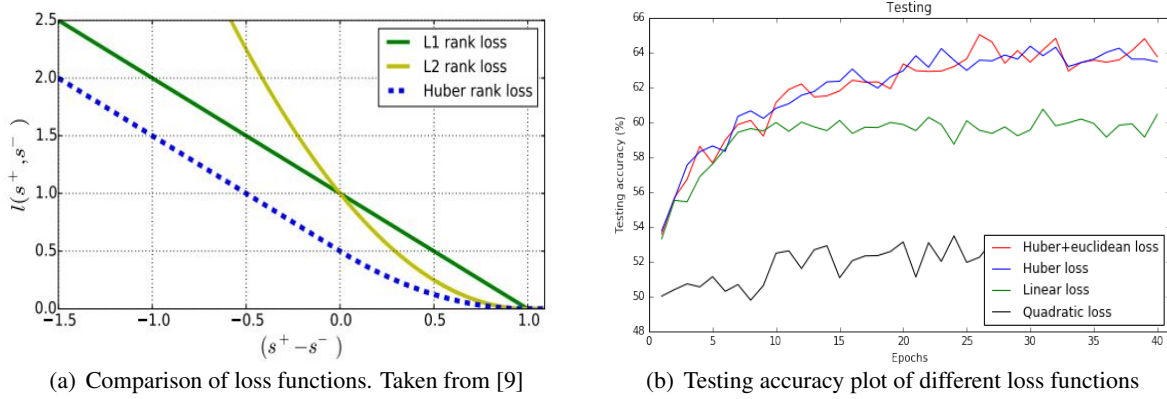 2.5
2.0
1.5
1.0
0.5
0.0
−1.5
−1.0
−0.5
0.0
0.5
1.0
l(s⁺,s⁻)
(s⁺−s⁻)
L1 rank loss
L2 rank loss
Huber rank loss
(a) Comparison of loss functions. Taken from [9]
Testing
66
64
62
60
58
56
54
52
50
48
0
5
10
15
20
25
30
35
40
Testing accuracy (%)
Epochs
Huber+euclidean loss
Huber loss
Linear loss
Quadratic loss
(b) Testing accuracy plot of different loss functions